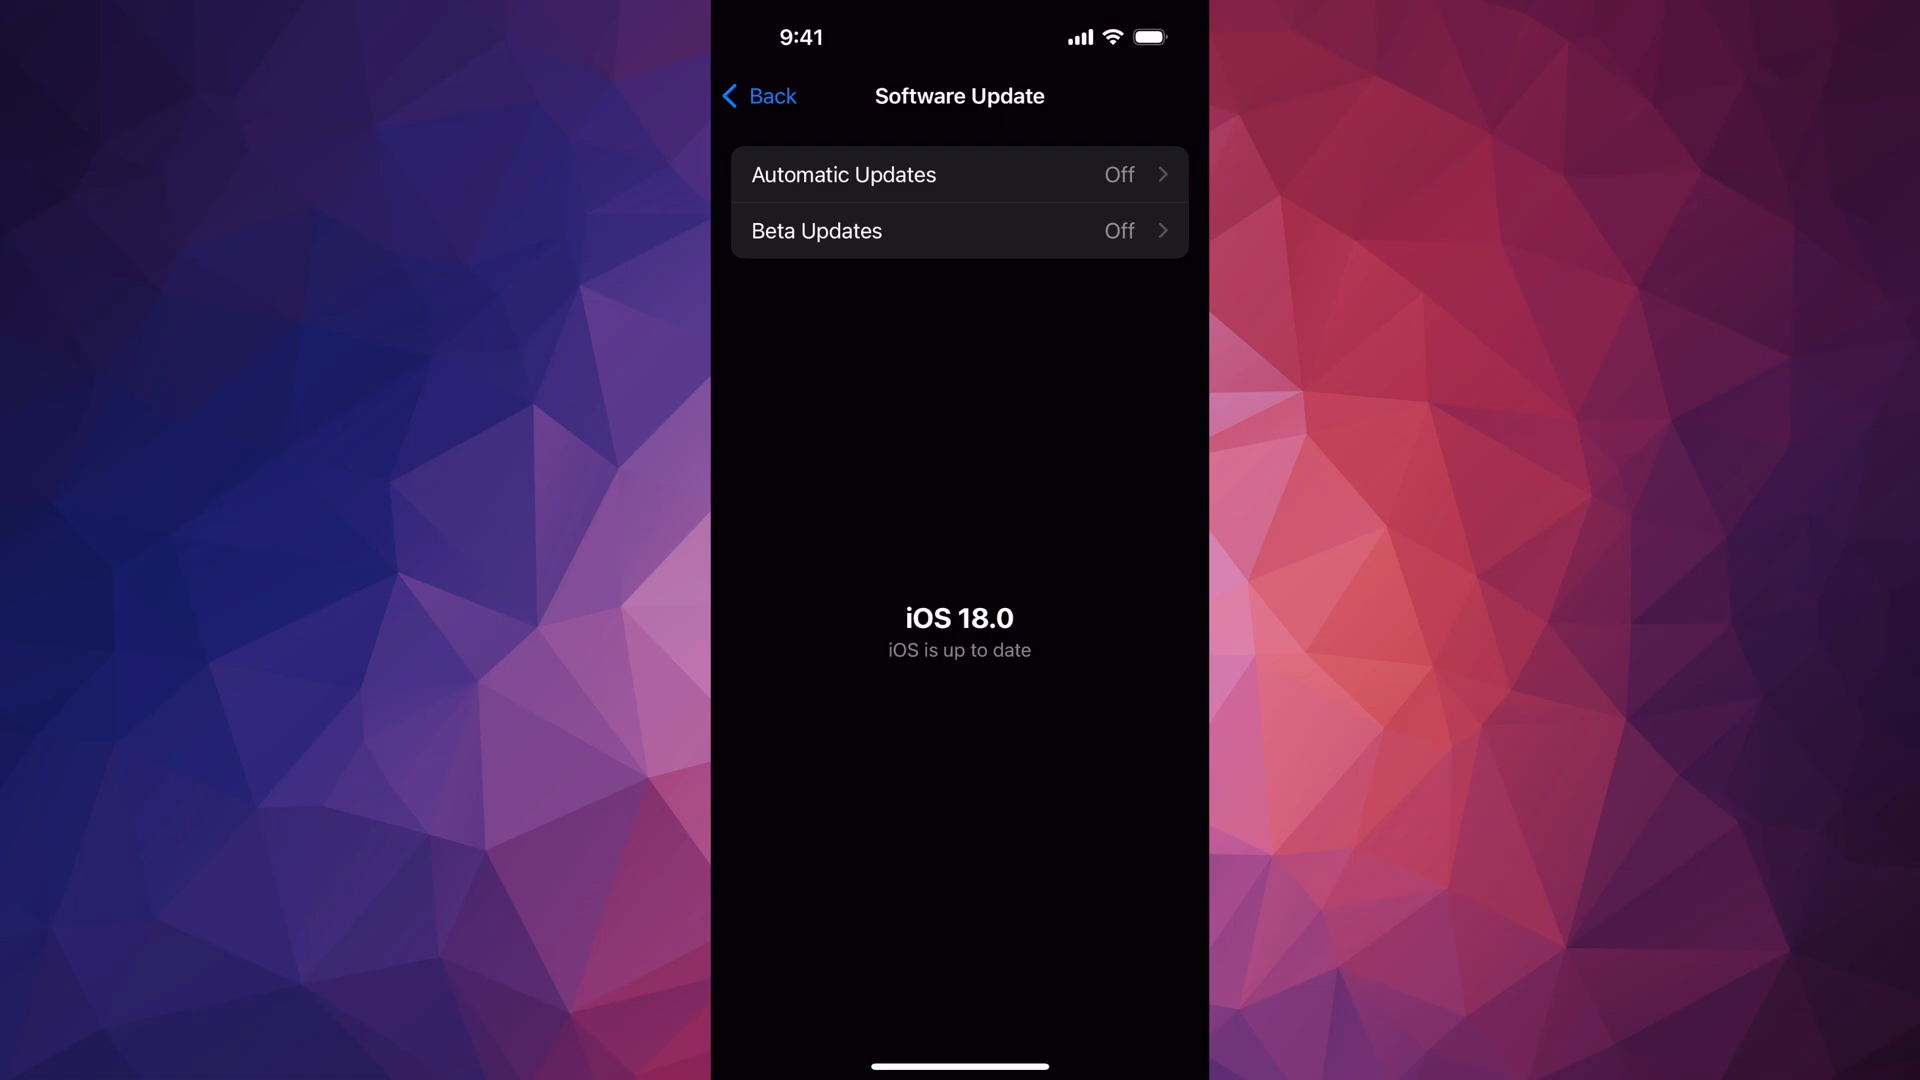 9:41
Back
Software Update
Automatic Updates Off
Beta Updates Off
iOS 18.0
iOS is up to date